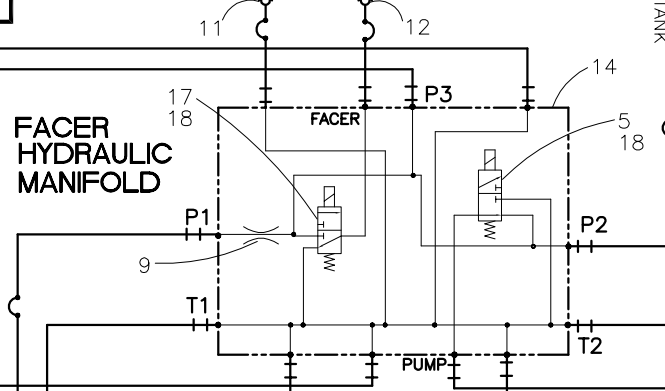 11
12
TANK
14
P3
17
18
FACER
5
18
FACER
HYDRAULIC
MANIFOLD
P1
P2
9
T1
T2
PUMP